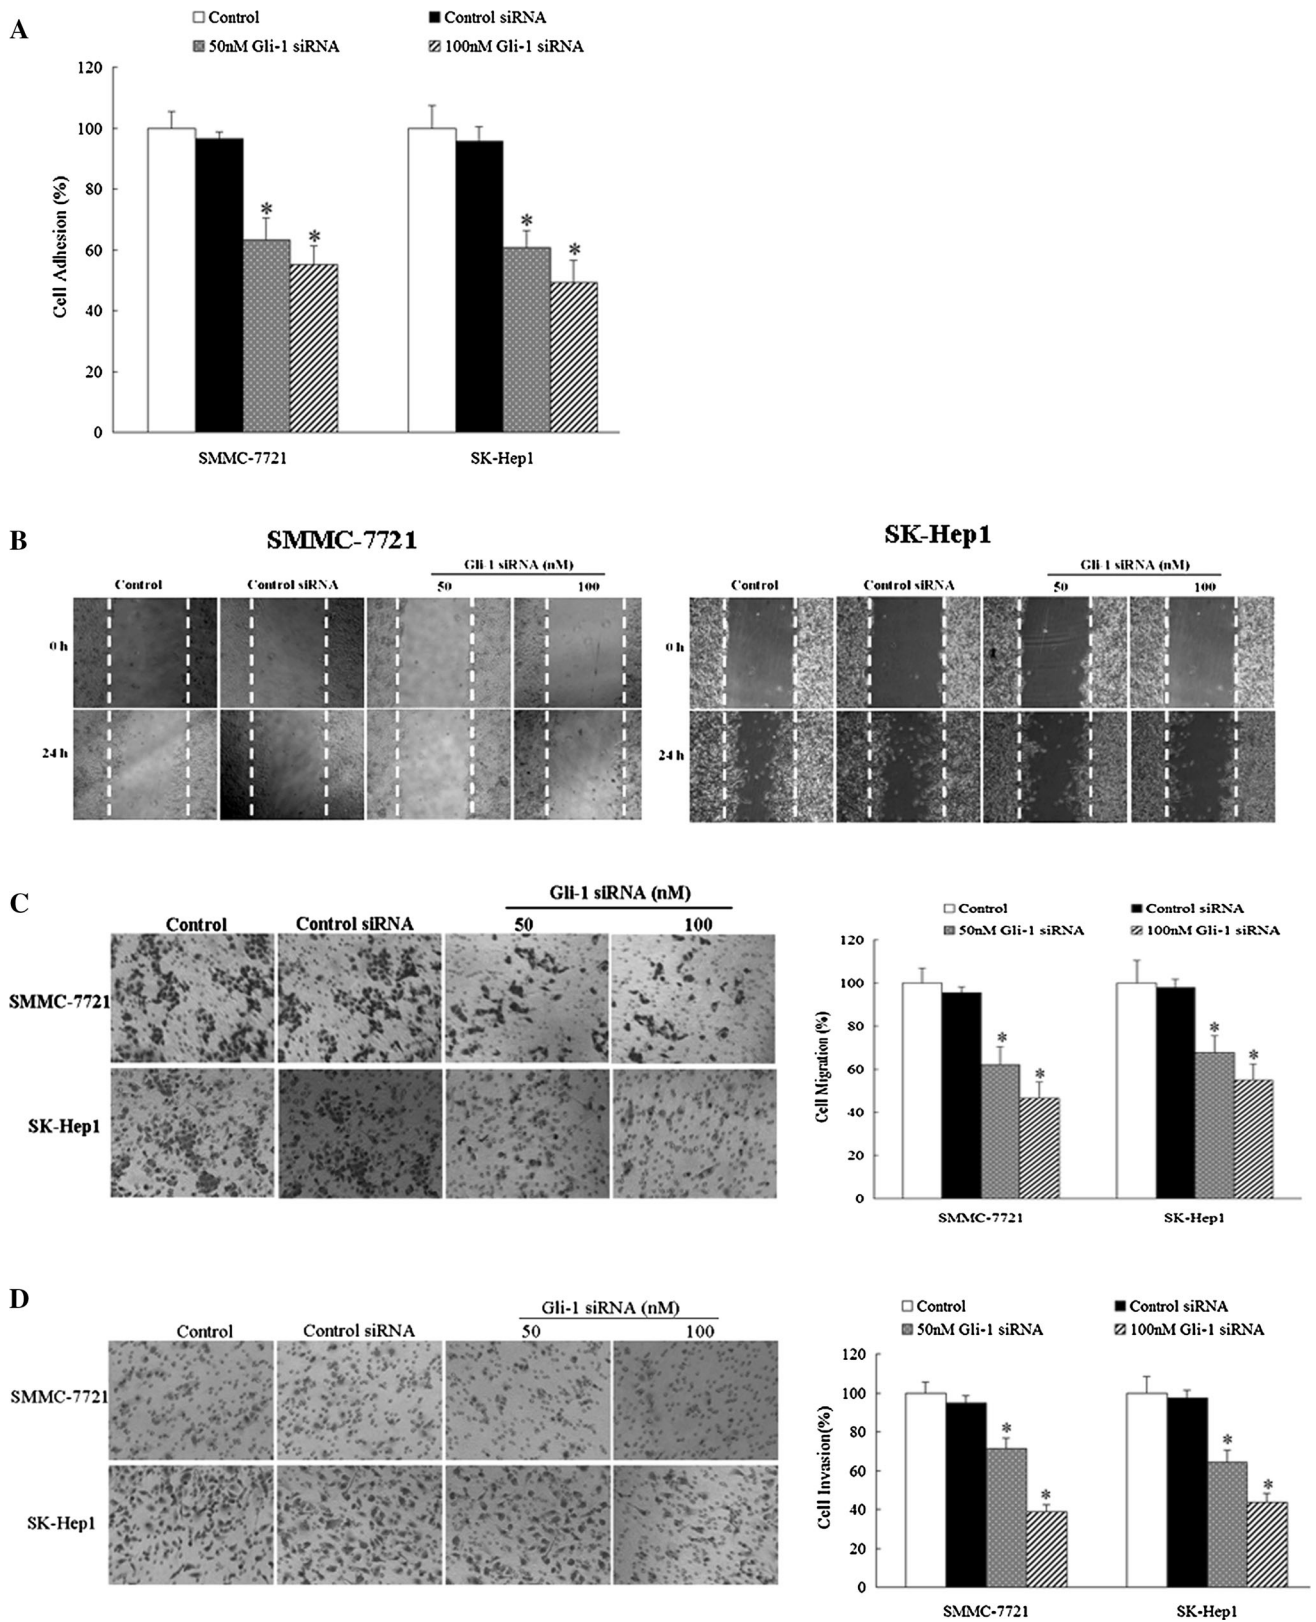 A
Control
Control siRNA
50nM Gli-1 siRNA
100nM Gli-1 siRNA
120
100
80
60
40
20
0
Cell Adhesion (%)
*
*
*
*
SMMC-7721
SK-Hep1
B
SMMC-7721
Gli-1 siRNA (nM)
Control
Control siRNA
50
100
0 h
24 h
SK-Hep1
Gli-1 siRNA (nM)
Control
Control siRNA
50
100
0 h
24 h
C
Gli-1 siRNA (nM)
Control
Control siRNA
50
100
SMMC-7721
SK-Hep1
Control
Control siRNA
50nM Gli-1 siRNA
100nM Gli-1 siRNA
120
100
80
60
40
20
0
Cell Migration (%)
*
*
*
*
SMMC-7721
SK-Hep1
D
Gli-1 siRNA (nM)
Control
Control siRNA
50
100
SMMC-7721
SK-Hep1
Control
Control siRNA
50nM Gli-1 siRNA
100nM Gli-1 siRNA
120
100
80
60
40
20
0
Cell Invasion(%)
*
*
*
*
SMMC-7721
SK-Hep1